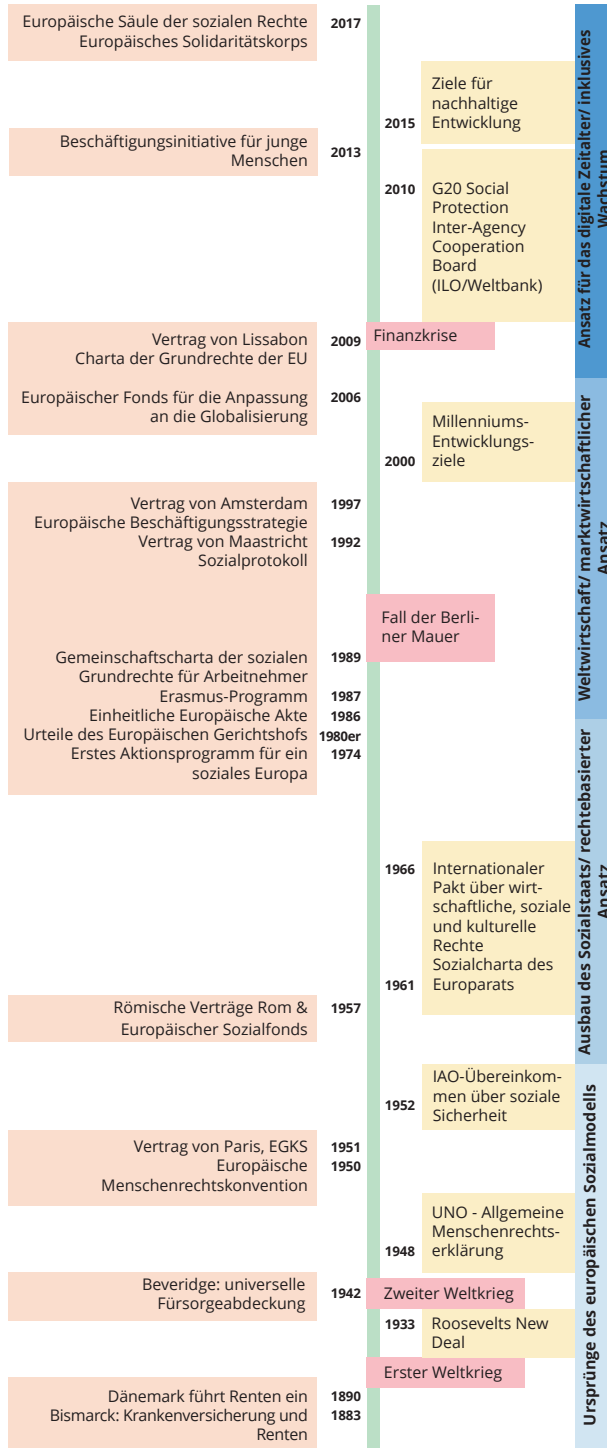 Europäische Säule der sozialen Rechte 2017
Europäisches Solidaritätskorps
Ziele für
nachhaltige
2015 Entwicklung
Beschäftigungsinitiative für junge
Menschen 2013
2010 G20 Social
Protection
Inter-Agency
Cooperation
Board
(ILO/Weltbank)
Ansatz für das digitale Zeitalter/ inklusives
Wachstum
Finanzkrise
Vertrag von Lissabon 2009
Charta der Grundrechte der EU
Europäischer Fonds für die Anpassung 2006
an die Globalisierung
Millenniums-
Entwicklungs-
2000 ziele
Vertrag von Amsterdam 1997
Europäische Beschäftigungsstrategie
Vertrag von Maastricht 1992
Sozialprotokoll
Weltwirtschaft/ marktwirtschaftlicher
Ansatz
Fall der Berli-
ner Mauer
Gemeinschaftscharta der sozialen 1989
Grundrechte für Arbeitnehmer
Erasmus-Programm 1987
Einheitliche Europäische Akte 1986
Urteile des Europäischen Gerichtshofs 1980er
Erstes Aktionsprogramm für ein 1974
soziales Europa
1966 Internationaler
Pakt über wirt-
schaftliche, soziale
und kulturelle
Rechte
Sozialcharta des
1961 Europarats
Ausbau des Sozialstaats/ rechtebasierter
Ansatz
Römische Verträge Rom & 1957
Europäischer Sozialfonds
IAO-Übereinkom-
1952 men über soziale
Sicherheit
Vertrag von Paris, EGKS 1951
Europäische 1950
Menschenrechtskonvention
UNO - Allgemeine
Menschenrechts-
1948 erklärung
Beveridge: universelle 1942
Fürsorgeabdeckung
Zweiter Weltkrieg
1933 Roosevelts New
Deal
Erster Weltkrieg
Dänemark führt Renten ein 1890
Bismarck: Krankenversicherung und 1883
Renten
Ursprünge des europäischen Sozialmodells